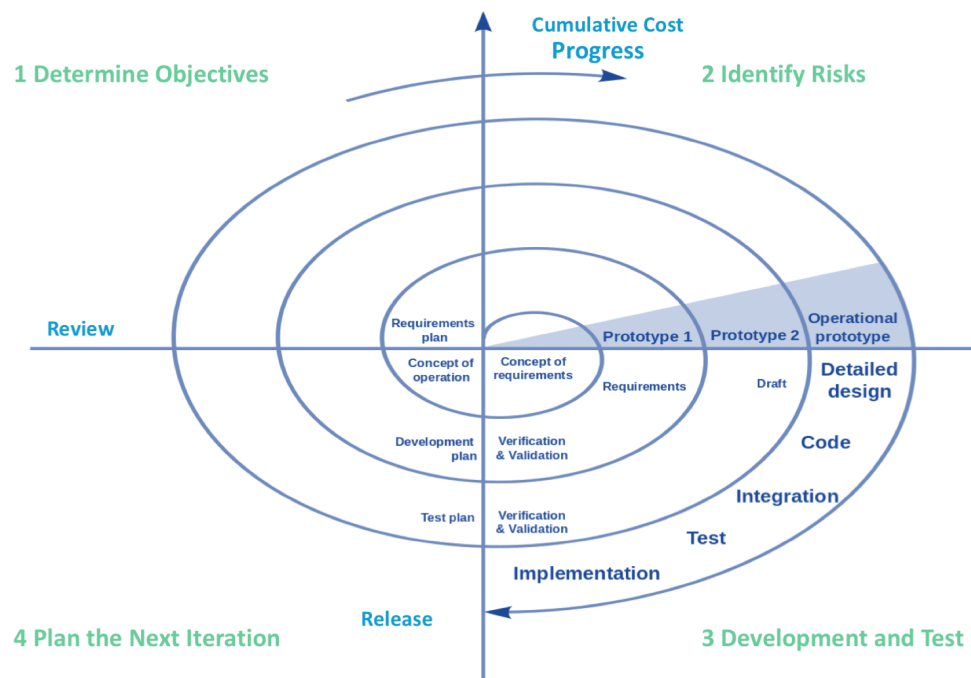 Cumulative Cost
Progress
1 Determine Objectives
2 Identify Risks
Review
Requirements
plan
Prototype 1
Prototype 2
Operational
prototype
Concept of
operation
Concept of
requirements
Requirements
Draft
Detailed
design
Development
plan
Verification
& Validation
Code
Integration
Test plan
Verification
& Validation
Test
Implementation
Release
4 Plan the Next Iteration
3 Development and Test